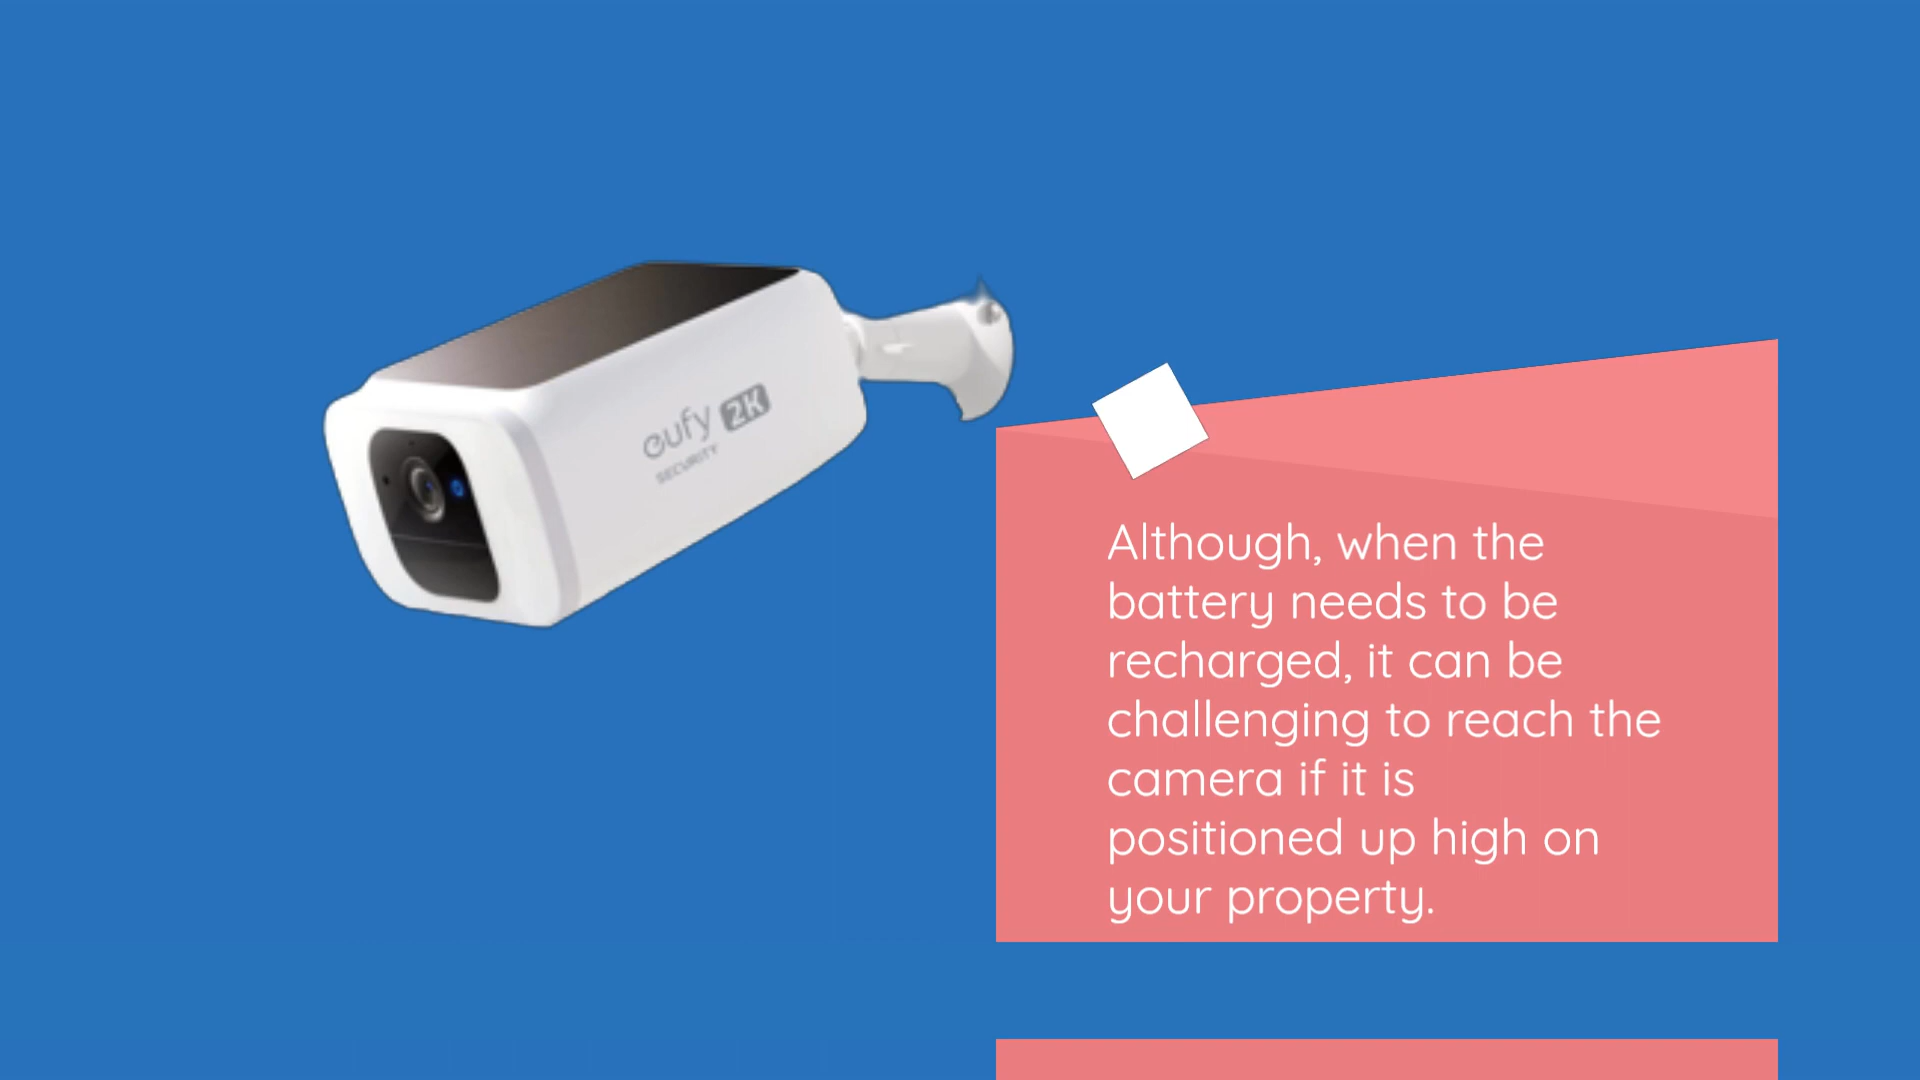 eufy 2K
SECURITY
Although, when the
battery needs to be
recharged, it can be
challenging to reach the
camera if it is
positioned up high on
your property.